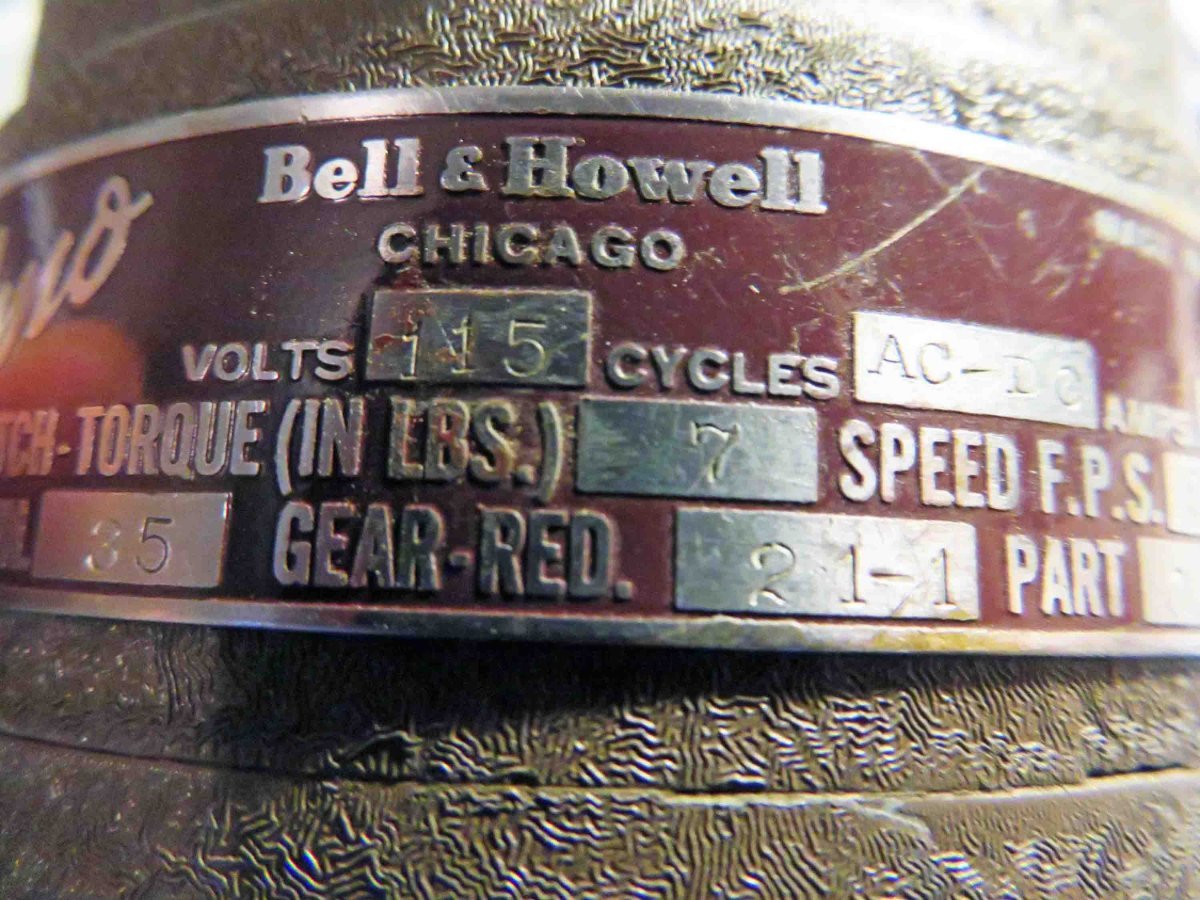 Bell & Howell
CHICAGO
VOLTS 115 CYCLES AC-DC AMPS
TORQUE (IN LBS.) 7 SPEED F.P.S.
35 GEAR-RED. 21-1 PART